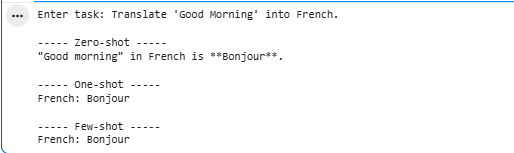 Enter task: Translate 'Good Morning' into French.
----- Zero-shot -----
"Good morning" in French is **Bonjour**.
----- One-shot -----
French: Bonjour
----- Few-shot -----
French: Bonjour